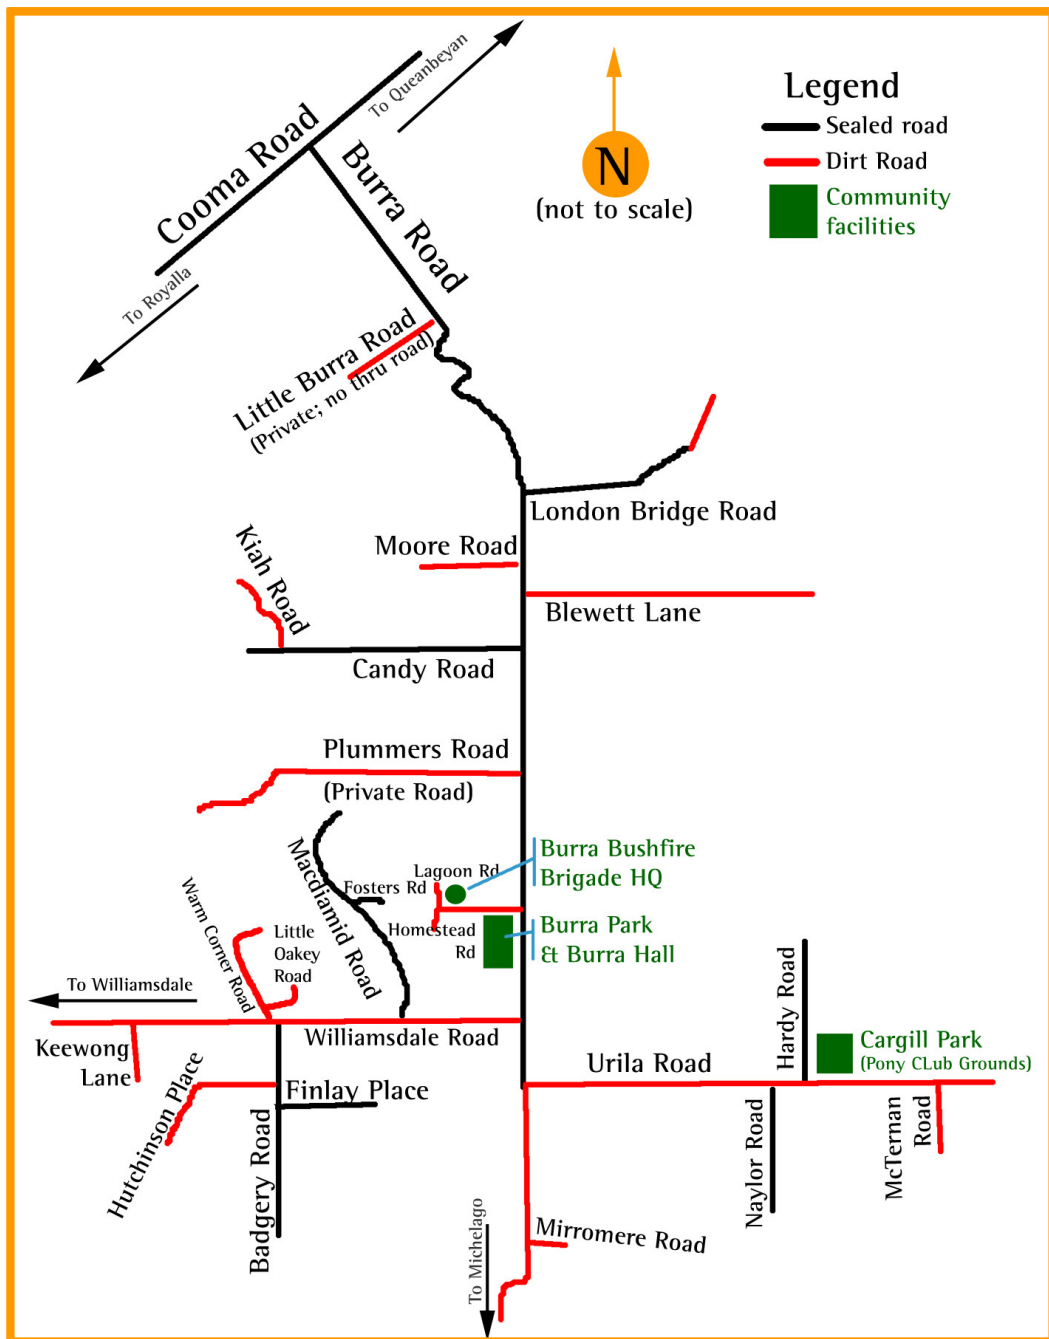 To Queanbeyan
Cooma Road
Burra Road
To Royalla
N
(not to scale)
Legend
Sealed road
Dirt Road
Community
facilities
Little Burra Road
(Private; no thru road)
London Bridge Road
Moore Road
Kiah Road
Blewett Lane
Candy Road
Plummers Road
(Private Road)
Macdiamid Road
Lagoon Rd
Fosters Rd
Burra Bushfire
Brigade HQ
Homestead
Rd
Burra Park
& Burra Hall
Warm Corner Road
Little
Oakey
Road
To Williamsdale
Williamsdale Road
Keewong
Lane
Hutchinson Place
Finlay Place
Badgery Road
Urila Road
Hardy Road
Cargill Park
(Pony CLub Grounds)
Naylor Road
McTernan
Road
Mirromere Road
To Michelago